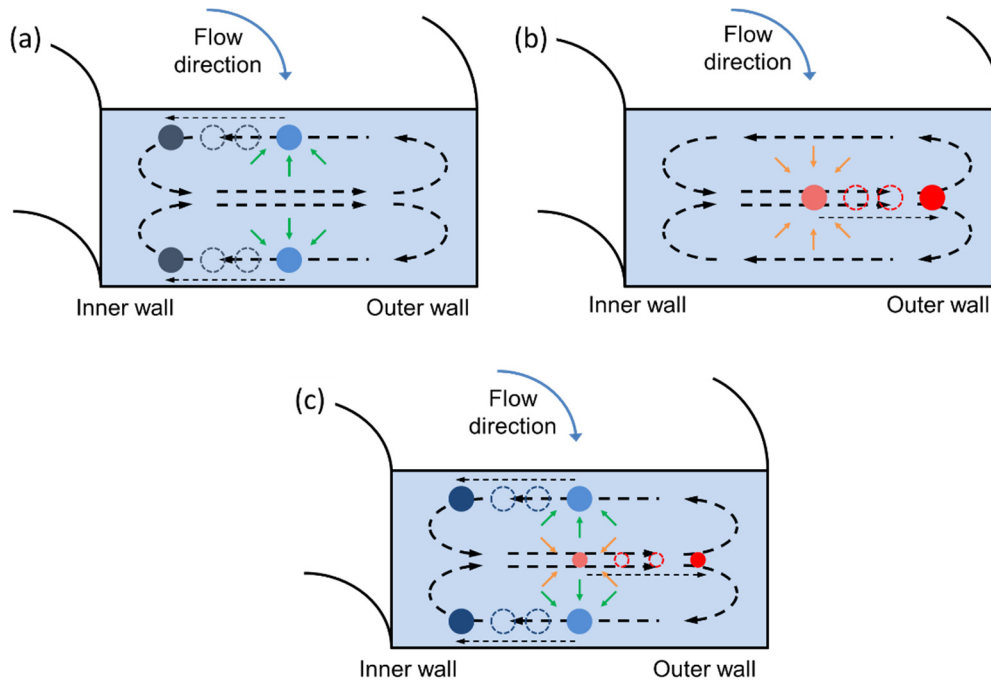 (a)
Flow
direction
Inner wall
Outer wall
(b)
Flow
direction
Inner wall
Outer wall
(c)
Flow
direction
Inner wall
Outer wall